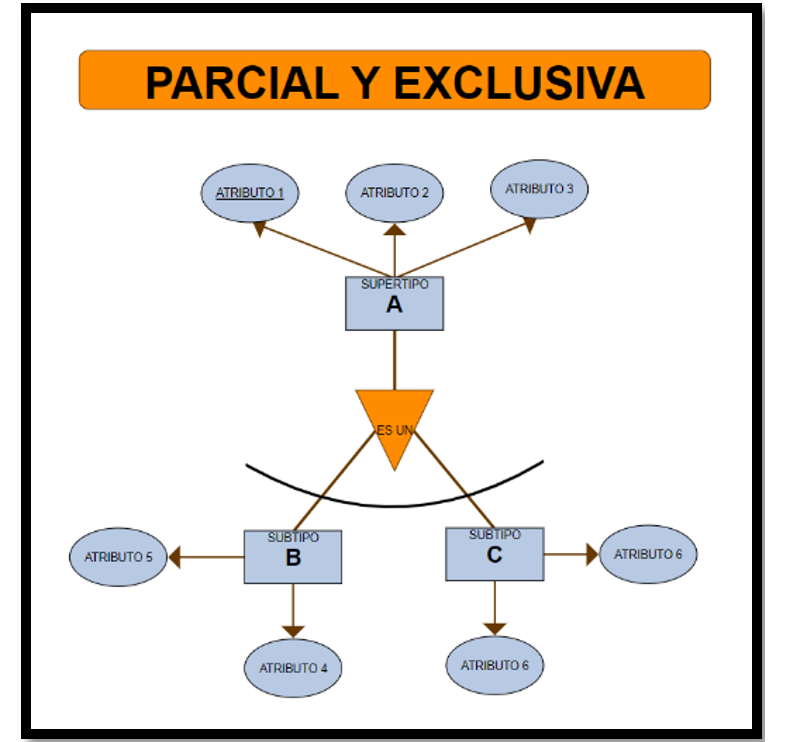 PARCIAL Y EXCLUSIVA
ATRIBUTO 1
ATRIBUTO 2
ATRIBUTO 3
SUPERTIPO
A
ES UN
SUBTIPO
B
SUBTIPO
C
ATRIBUTO 5
ATRIBUTO 6
ATRIBUTO 4
ATRIBUTO 6